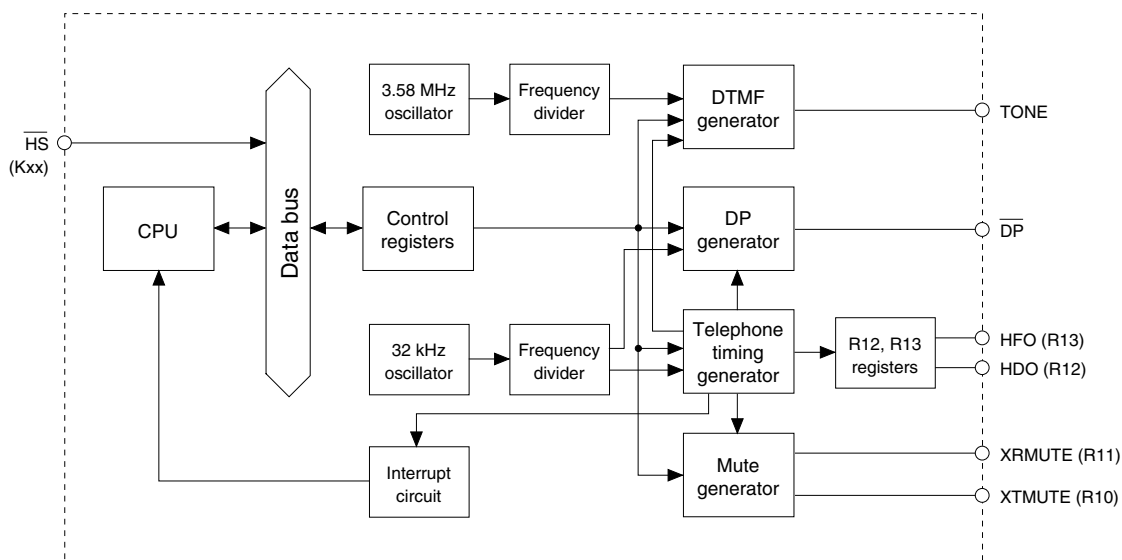 3.58 MHz
oscillator
Frequency
divider
DTMF
generator
TONE
HS
(Kxx)
CPU
Data bus
Control
registers
DP
generator
DP
32 kHz
oscillator
Frequency
divider
Telephone
timing
generator
R12, R13
registers
HFO (R13)
HDO (R12)
Interrupt
circuit
Mute
generator
XRMUTE (R11)
XTMUTE (R10)